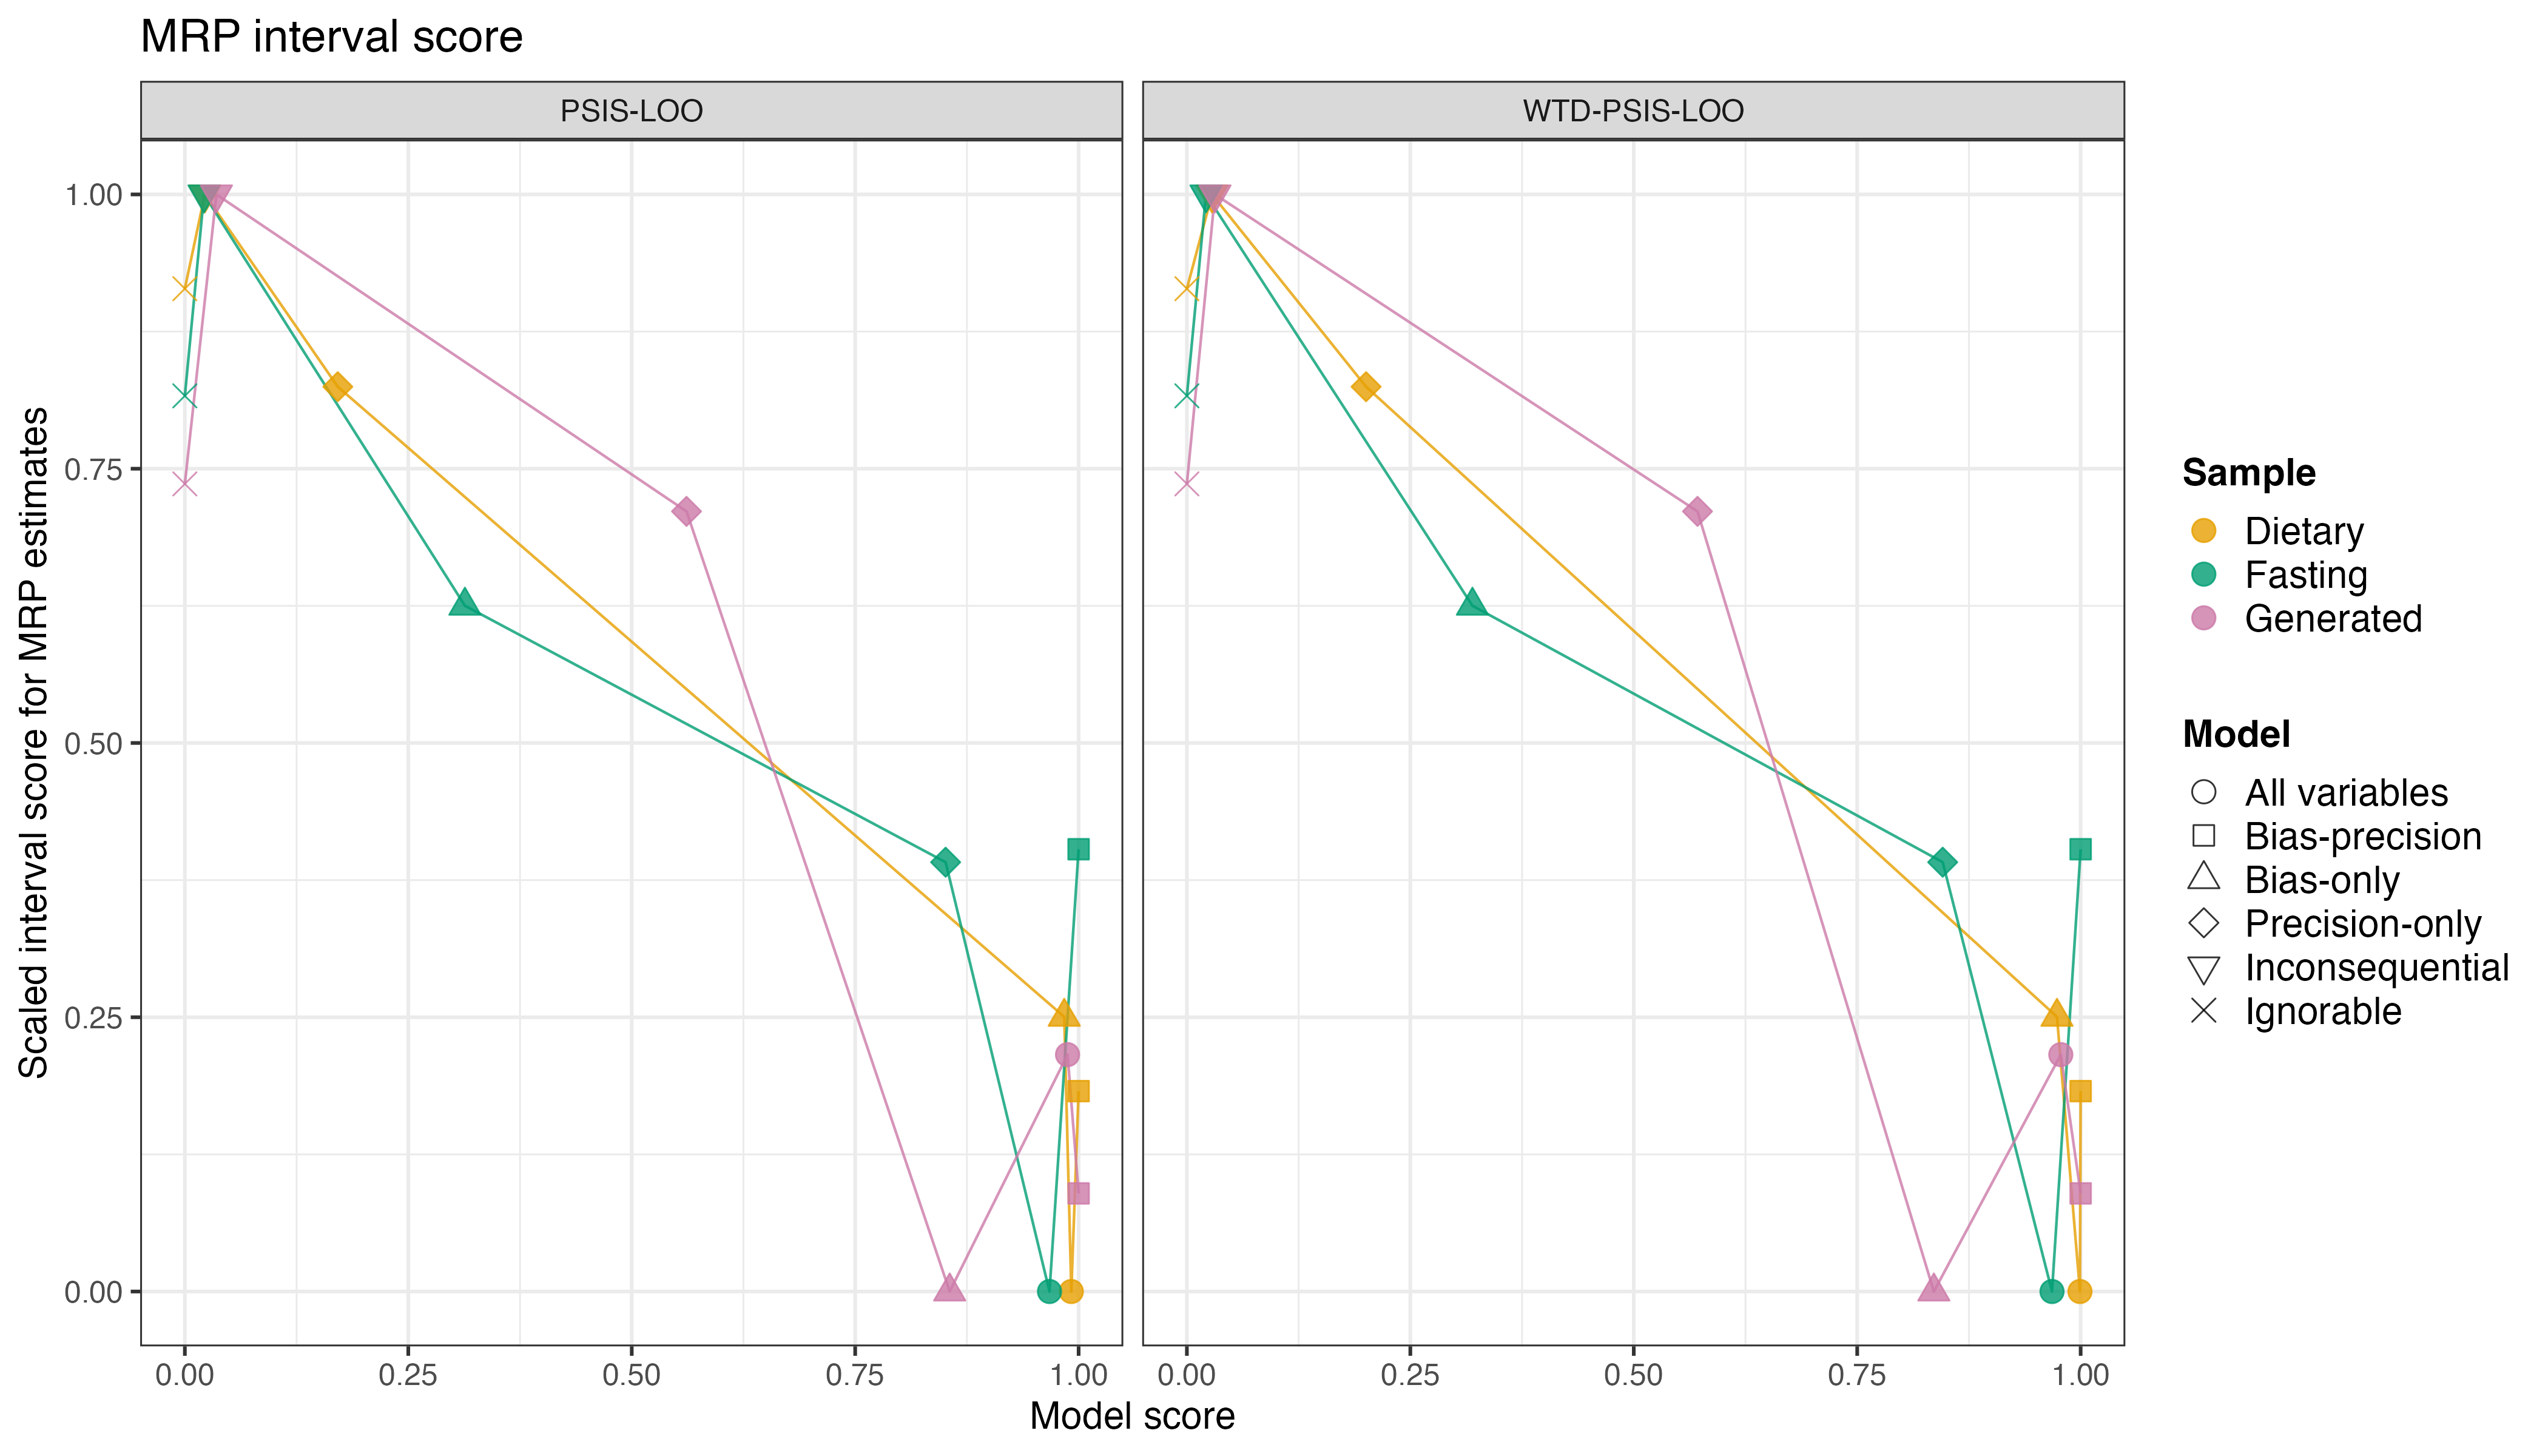 MRP interval score
PSIS-LOO
WTD-PSIS-LOO
Scaled interval score for MRP estimates
1.00
0.75
0.50
0.25
0.00
0.00 0.25 0.50 0.75 1.00
0.00 0.25 0.50 0.75 1.00
Model score
Sample
Dietary
Fasting
Generated
Model
All variables
Bias-precision
Bias-only
Precision-only
Inconsequential
Ignorable